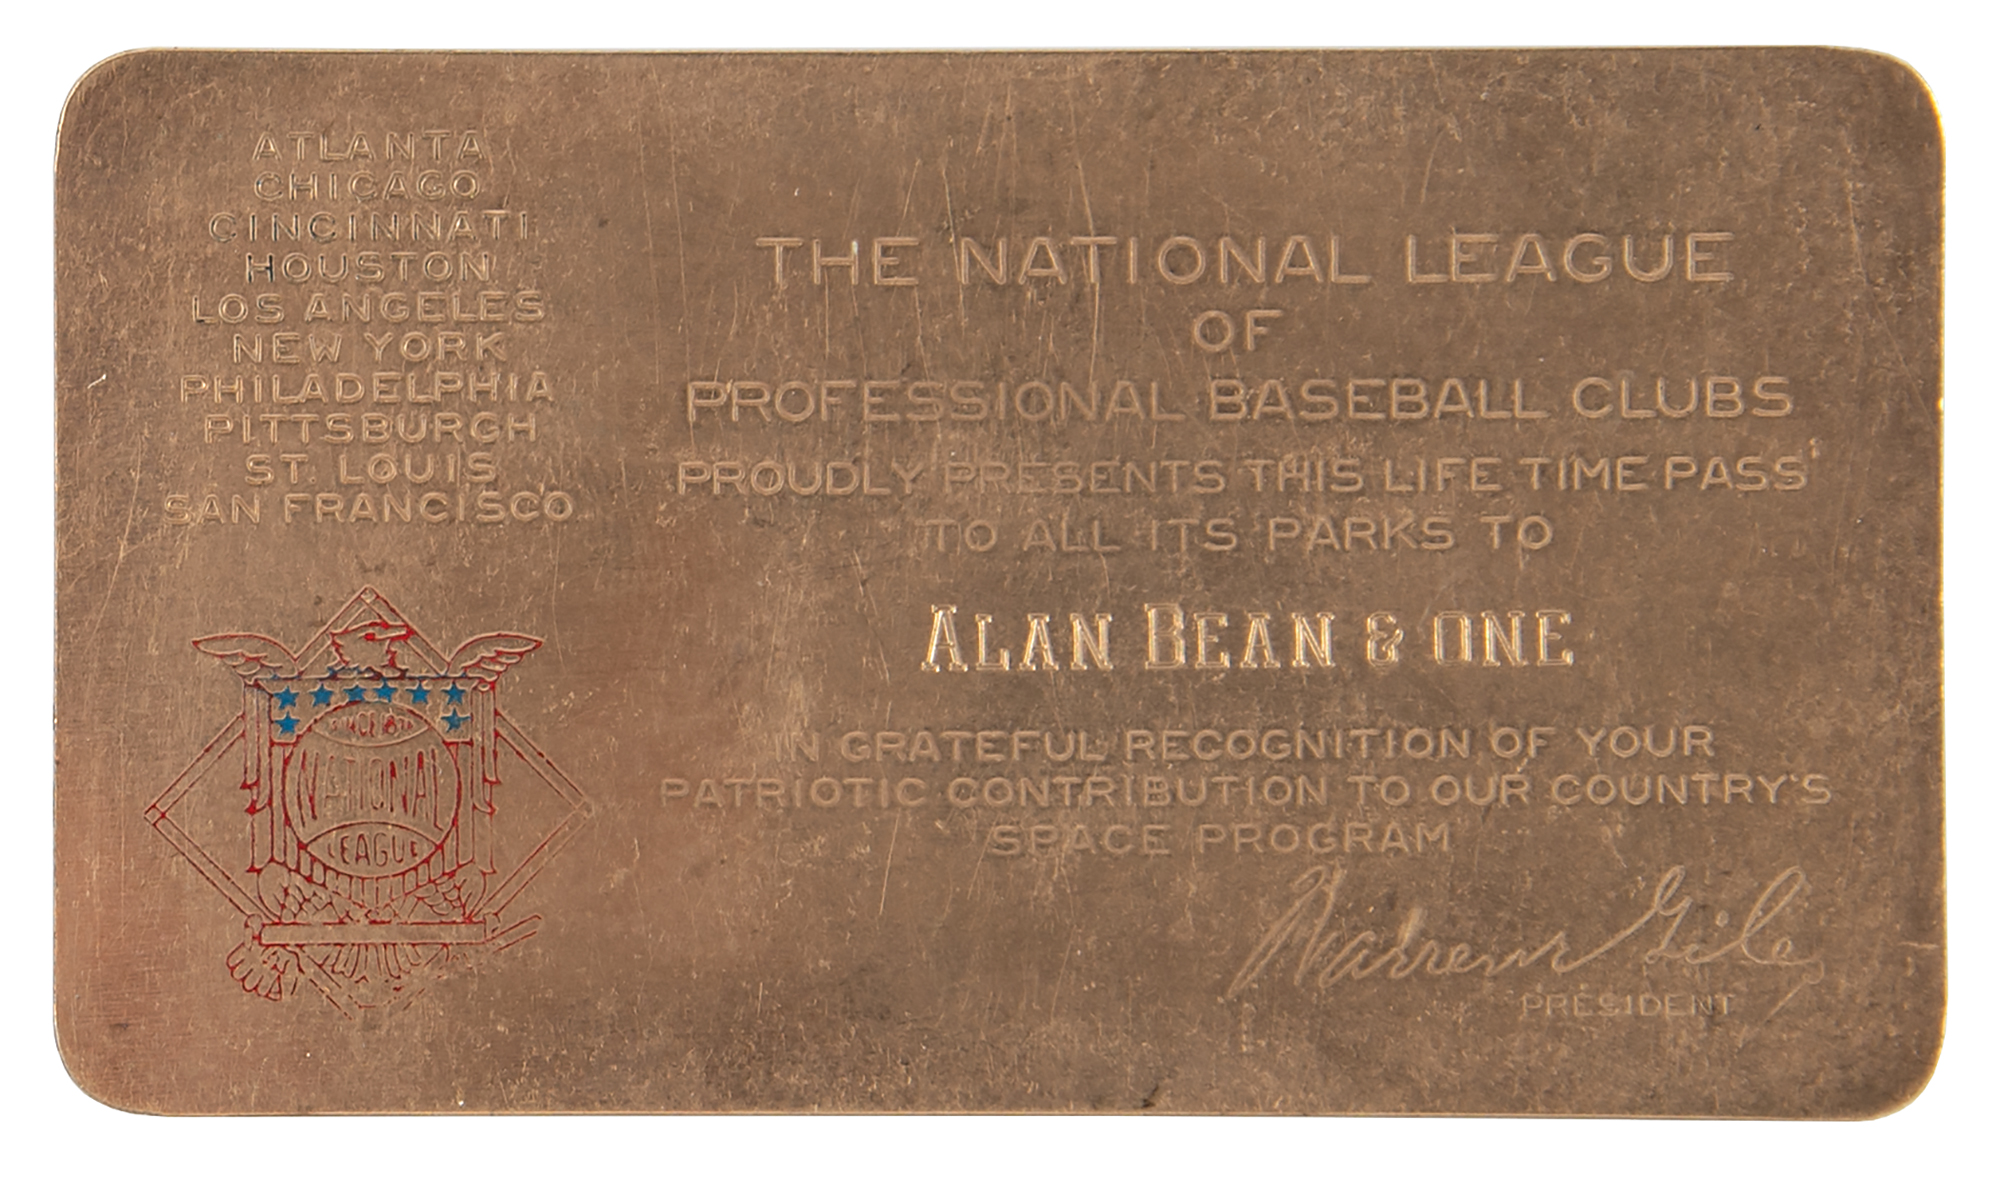 ATLANTA
CHICAGO
CINCINNATI
HOUSTON
LOS ANGELES
NEW YORK
PHILADELPHIA
PITTSBURGH
ST. LOUIS
SAN FRANCISCO
SINCE 1876
NATIONAL
LEAGUE
THE NATIONAL LEAGUE
OF
PROFESSIONAL BASEBALL CLUBS
PROUDLY PRESENTS THIS LIFE TIME PASS
TO ALL ITS PARKS TO
ALAN BEAN & ONE
IN GRATEFUL RECOGNITION OF YOUR
PATRIOTIC CONTRIBUTION TO OUR COUNTRY'S
SPACE PROGRAM
Warren Giles
PRESIDENT